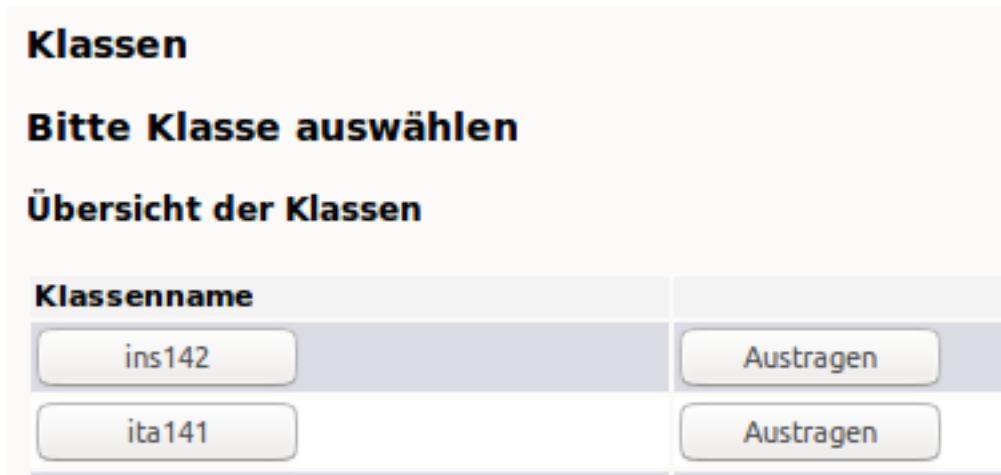 Klassen
Bitte Klasse auswählen
Übersicht der Klassen
Klassenname
ins142 Austragen
ita141 Austragen